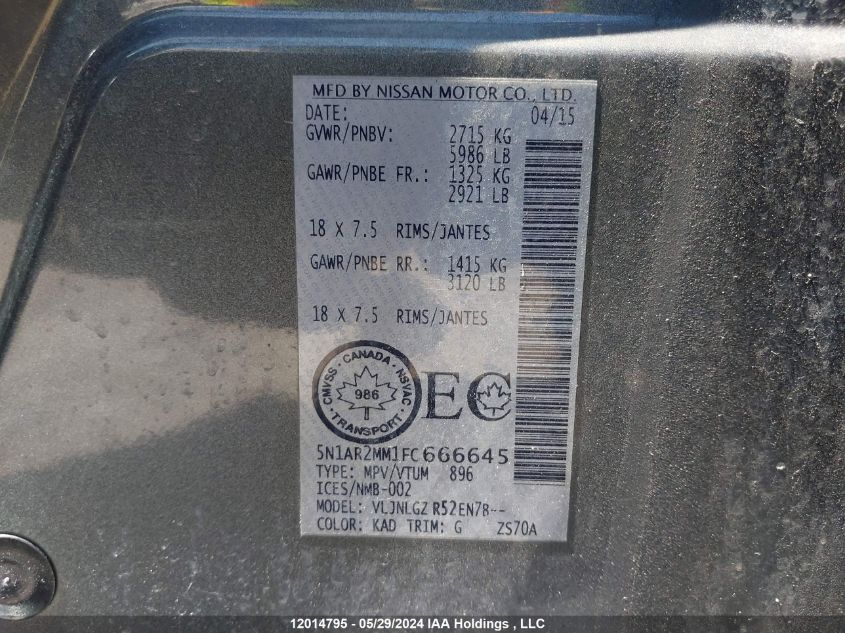 MFD BY NISSAN MOTOR CO., LTD.
DATE: 04/15
GVWR/PNBV: 2715 KG
5986 LB
GAWR/PNBE FR.: 1325 KG
2921 LB
18 X 7.5 RIMS/JANTES
GAWR/PNBE RR.: 1415 KG
3120 LB
18 X 7.5 RIMS/JANTES
CMVSS · CANADA · NSVAC · TRANSPORT ·
986
EC
5N1AR2MM1FC666645
TYPE: MPV/VTUM 896
ICES/NMB-002
MODEL: VLJNLGZ R52EN7B--
COLOR: KAD TRIM: G ZS70A
12014795 - 05/29/2024 IAA Holdings , LLC